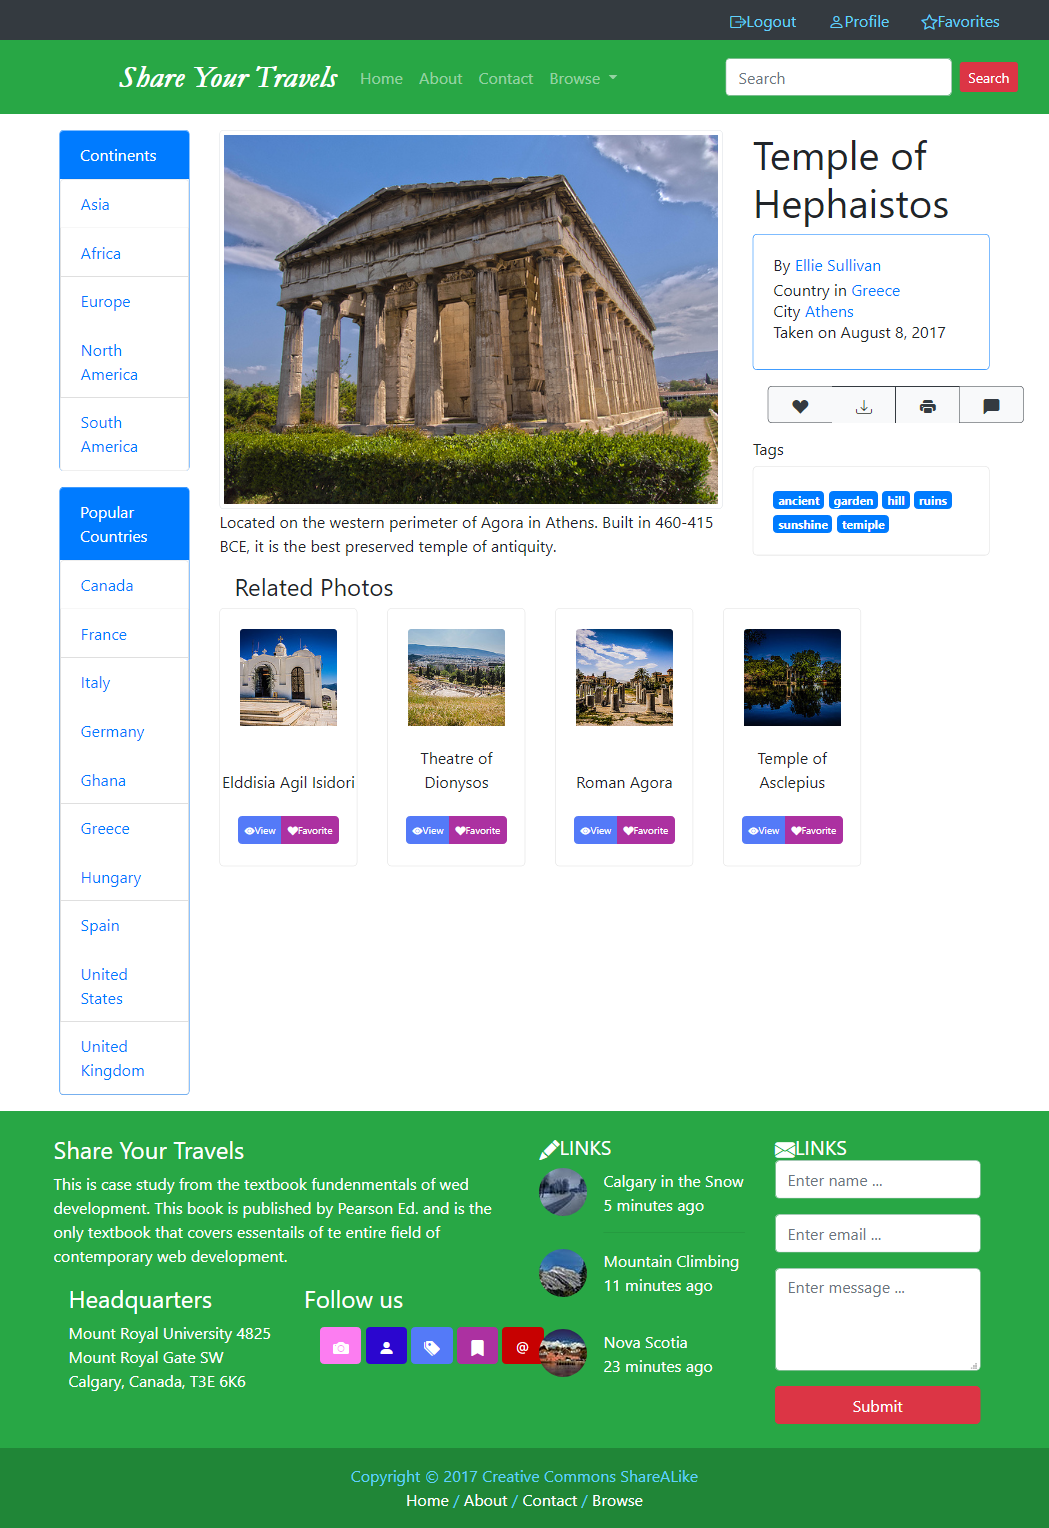 Logout Profile Favorites
Share Your Travels Home About Contact Browse Search Search
Continents
Asia
Africa
Europe
North
America
South
America
Popular
Countries
Canada
France
Italy
Germany
Ghana
Greece
Hungary
Spain
United
States
United
Kingdom
Located on the western perimeter of Agora in Athens. Built in 460-415
BCE, it is the best preserved temple of antiquity.
Temple of
Hephaistos
By Ellie Sullivan
Country in Greece
City Athens
Taken on August 8, 2017
Tags
ancient garden hill ruins
sunshine temiple
Related Photos
Elddisia Agil Isidori
View Favorite
Theatre of
Dionysos
View Favorite
Roman Agora
View Favorite
Temple of
Asclepius
View Favorite
Share Your Travels
This is case study from the textbook fundenmentals of wed
development. This book is published by Pearson Ed. and is the
only textbook that covers essentails of te entire field of
contemporary web development.
Headquarters
Mount Royal University 4825
Mount Royal Gate SW
Calgary, Canada, T3E 6K6
Follow us
@
LINKS
Calgary in the Snow
5 minutes ago
Mountain Climbing
11 minutes ago
Nova Scotia
23 minutes ago
LINKS
Enter name ...
Enter email ...
Enter message ...
Submit
Copyright © 2017 Creative Commons ShareALike
Home / About / Contact / Browse